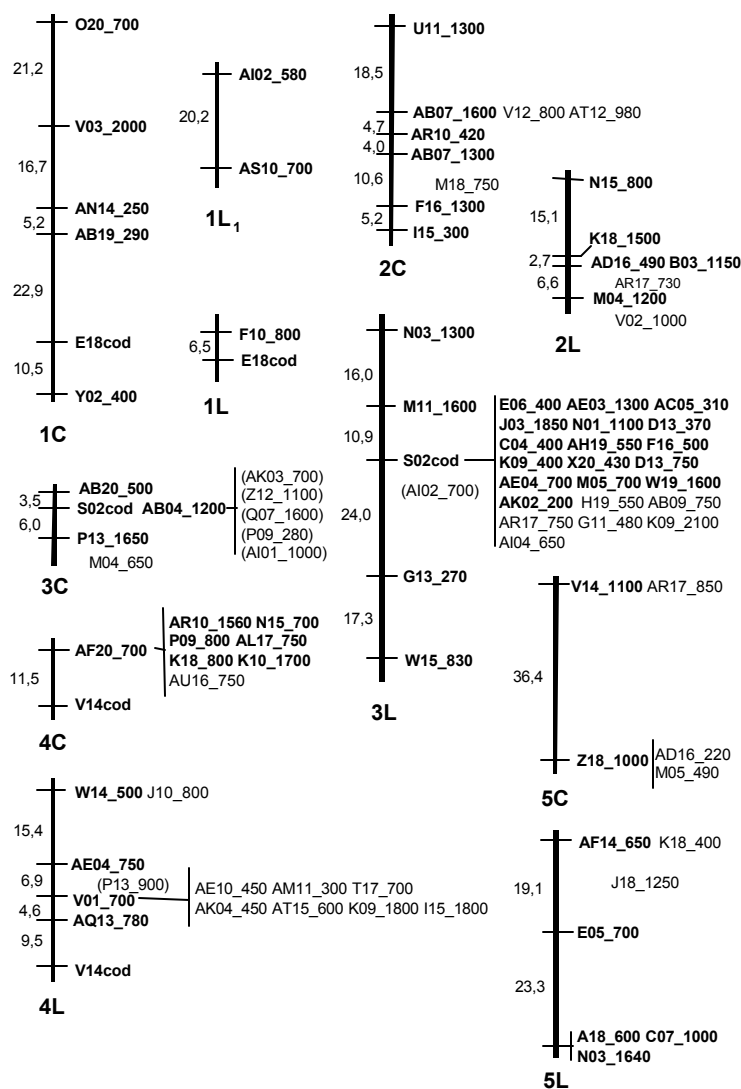 O20_700
21,2
V03_2000
16,7
AN14_250
5,2
AB19_290
22,9
E18cod
10,5
Y02_400
1C
AI02_580
20,2
AS10_700
1L1
F10_800
6,5
E18cod
1L
U11_1300
18,5
AB07_1600 V12_800 AT12_980
4,7
AR10_420
4,0
AB07_1300
10,6
M18_750
F16_1300
5,2
I15_300
2C
N15_800
15,1
K18_1500
2,7
AD16_490 B03_1150
6,6
AR17_730
M04_1200
V02_1000
2L
AB20_500
3,5
S02cod AB04_1200
6,0
P13_1650
M04_650
3C
(AK03_700)
(Z12_1100)
(Q07_1600)
(P09_280)
(AI01_1000)
N03_1300
16,0
M11_1600
10,9
S02cod
(AI02_700)
24,0
G13_270
17,3
W15_830
3L
E06_400 AE03_1300 AC05_310
J03_1850 N01_1100 D13_370
C04_400 AH19_550 F16_500
K09_400 X20_430 D13_750
AE04_700 M05_700 W19_1600
AK02_200 H19_550 AB09_750
AR17_750 G11_480 K09_2100
AI04_650
AF20_700
11,5
V14cod
4C
AR10_1560 N15_700
P09_800 AL17_750
K18_800 K10_1700
AU16_750
W14_500 J10_800
15,4
AE04_750
6,9
(P13_900)
V01_700
4,6
AQ13_780
9,5
V14cod
4L
AE10_450 AM11_300 T17_700
AK04_450 AT15_600 K09_1800 I15_1800
V14_1100 AR17_850
36,4
Z18_1000
AD16_220
M05_490
5C
AF14_650 K18_400
19,1
J18_1250
E05_700
23,3
A18_600 C07_1000
N03_1640
5L